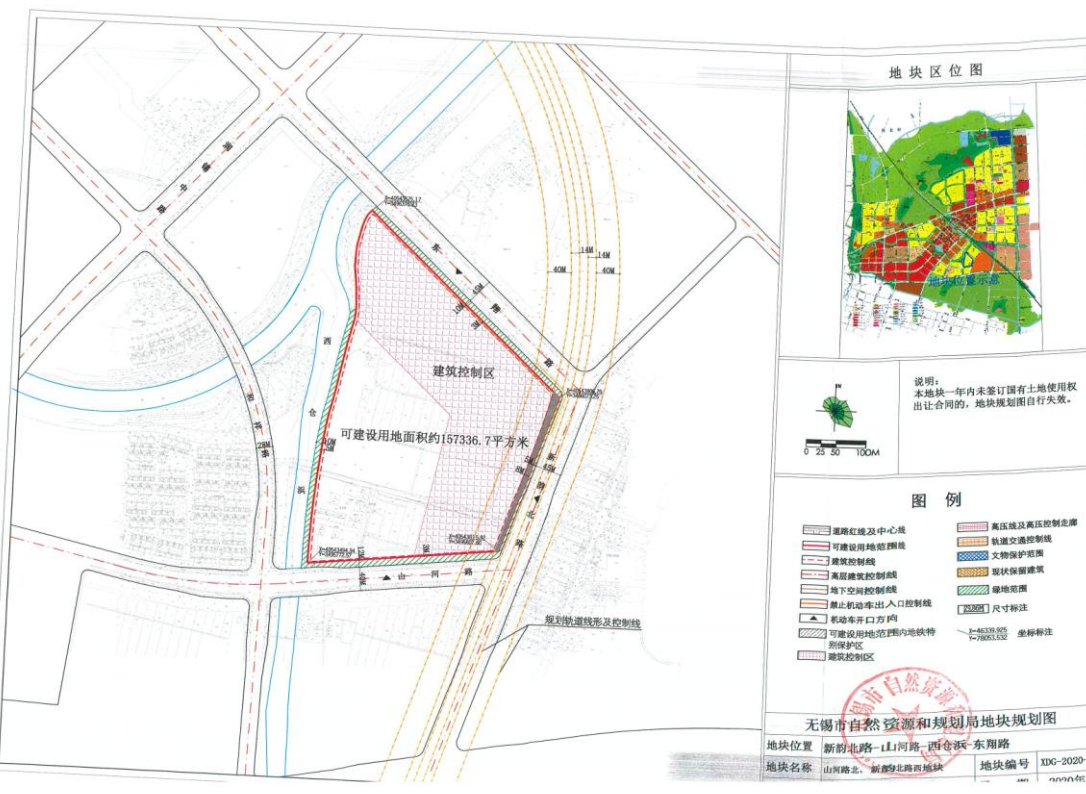 地块区位图
地块位置示意
东
翔
路
14M
14M
40M
40M
西
仓
浜
建筑控制区
可建设用地面积约157336.7平方米
山
河
路
40M
规划轨道线形及控制线
0 25 50 100M
说明：
本地块一年内未签订国有土地使用权
出让合同的，地块规划图自行失效。
图 例
道路红线及中心线
可建设用地范围线
建筑控制线
高层建筑控制线
地下空间控制线
禁止机动车出入口控制线
机动车开口方向
可建设用地范围内地铁特
别保护区
建筑控制区
高压线及高压控制走廊
轨道交通控制线
文物保护范围
现状保留建筑
绿地范围
尺寸标注
X=46339.925
Y=78053.532
坐标标注
无锡市自然资源和规划局地块规划图
地块位置 新韵北路-山河路-西仓浜-东翔路
地块名称 山河路北、新韵北路西地块 地块编号 XDG-2020-
2020年